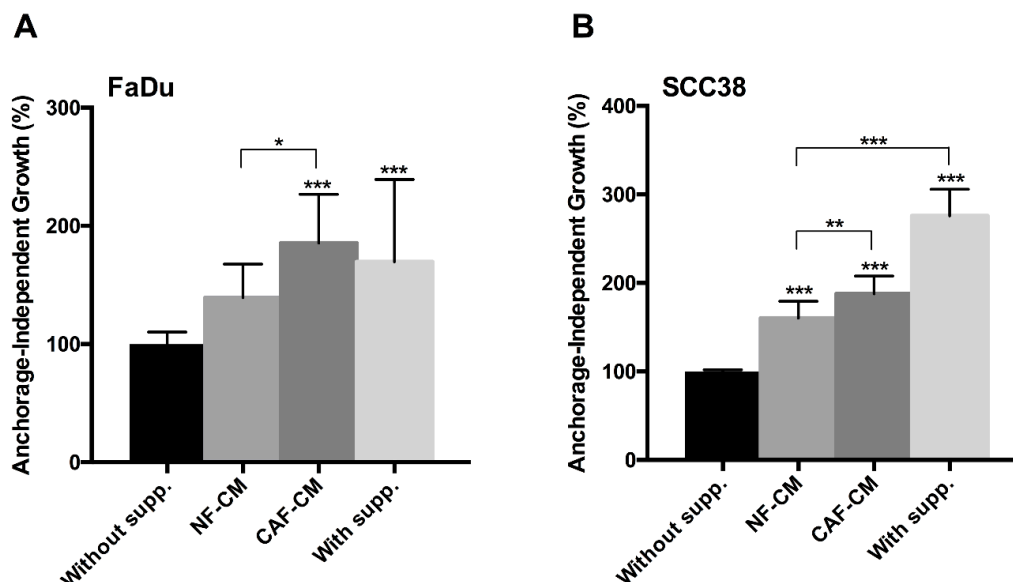 A
FaDu
Anchorage-Independent Growth (%)
300
200
100
0
*
***
***
Without supp.
NF-CM
CAF-CM
With supp.
B
SCC38
Anchorage-Independent Growth (%)
400
300
200
100
0
***
***
**
***
***
Without supp.
NF-CM
CAF-CM
With supp.